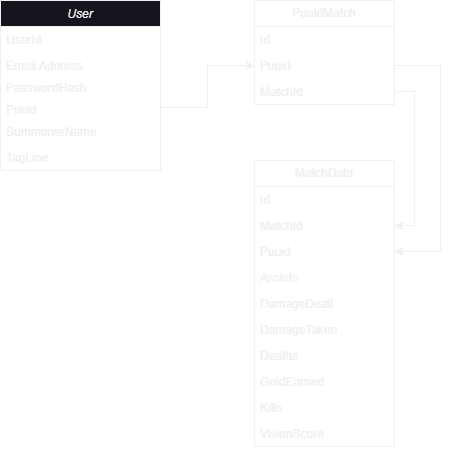 User
UserId
Email Address
PasswordHash
Puuid
SummonerName
TagLine
PuuidMatch
Id
Puuid
MatchId
MatchData
Id
MatchId
Puuid
Assists
DamageDealt
DamageTaken
Deaths
GoldEarned
Kills
VisionScore